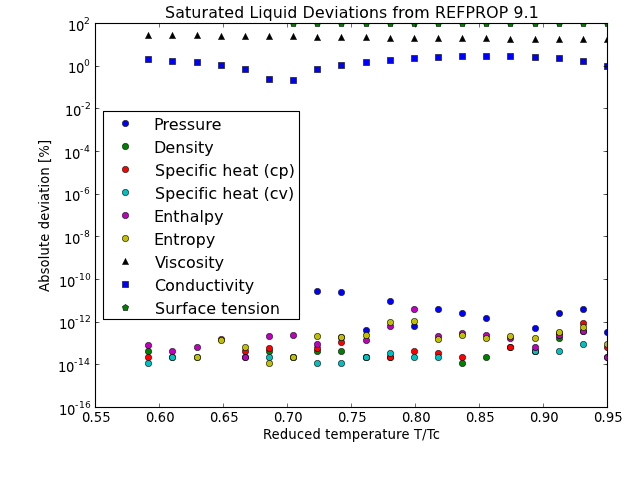 Saturated Liquid Deviations from REFPROP 9.1
10^2
10^0
10^-2
10^-4
10^-6
10^-8
10^-10
10^-12
10^-14
10^-16
Absolute deviation [%]
Pressure
Density
Specific heat (cp)
Specific heat (cv)
Enthalpy
Entropy
Viscosity
Conductivity
Surface tension
0.55 0.60 0.65 0.70 0.75 0.80 0.85 0.90 0.95
Reduced temperature T/Tc